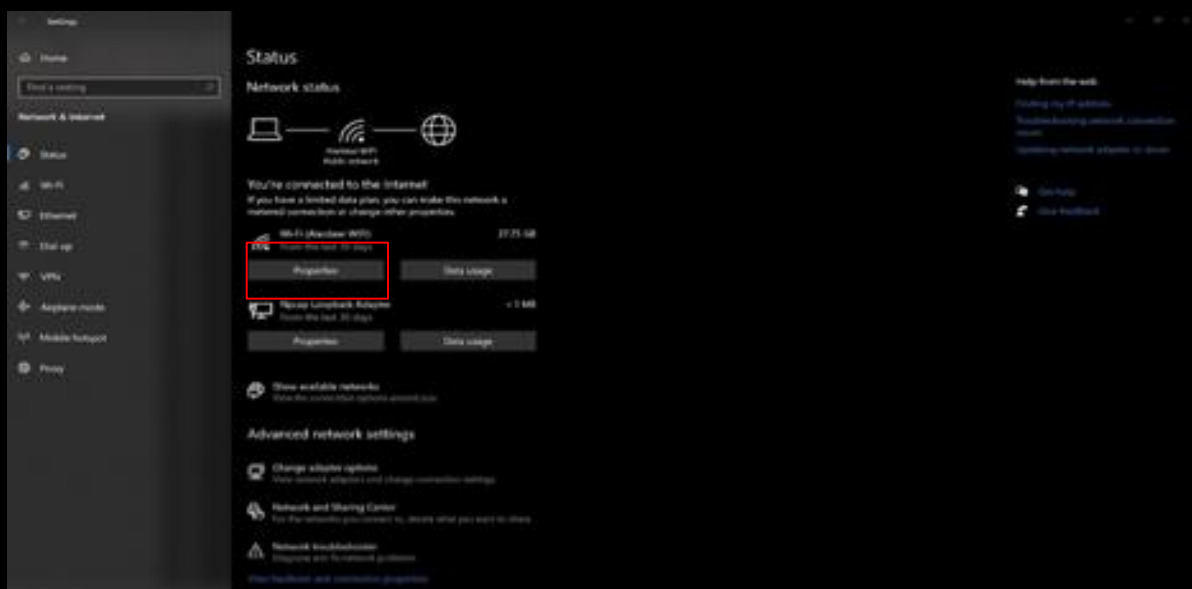 Settings
Home
Find a setting
Network & Internet
Status
Wi-Fi
Ethernet
Dial-up
VPN
Airplane mode
Mobile hotspot
Proxy
Status
Network status
WiFi
Public network
You're connected to the Internet
If you have a limited data plan, you can make this network a
metered connection or change other properties.
Wi-Fi
From the last 30 days
Properties
Data usage
Npcap Loopback Adapter
< 1 MB
From the last 30 days
Properties
Data usage
Show available networks
View the connection options around you.
Advanced network settings
Change adapter options
View network adapters and change connection settings.
Network and Sharing Center
For the networks you connect to, decide what you want to share.
Network troubleshooter
Diagnose and fix network problems.
View hardware and connection properties
Help from the web
Finding my IP address
Troubleshooting network connection
issues
Updating network adapter or driver
Get help
Give feedback